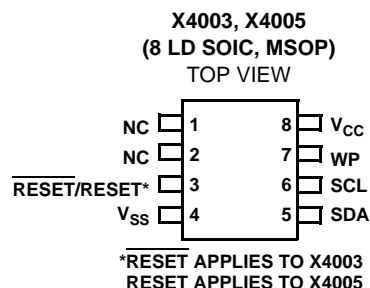 X4003, X4005
(8 LD SOIC, MSOP)
TOP VIEW
NC 1 8 VCC
NC 2 7 WP
RESET/RESET* 3 6 SCL
VSS 4 5 SDA
*RESET APPLIES TO X4003
RESET APPLIES TO X4005